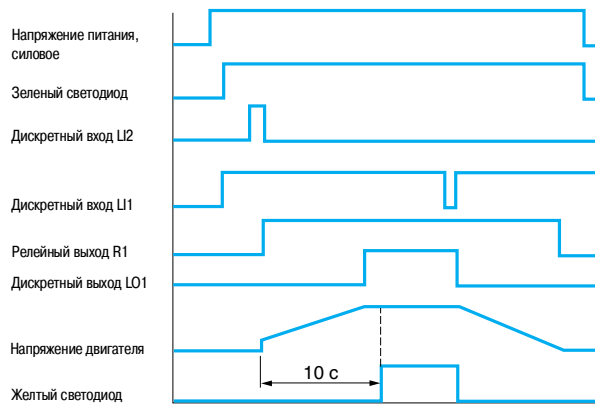 Напряжение питания,
силовое
Зеленый светодиод
Дискретный вход LI2
Дискретный вход LI1
Релейный выход R1
Дискретный выход LO1
Напряжение двигателя
10 с
Желтый светодиод